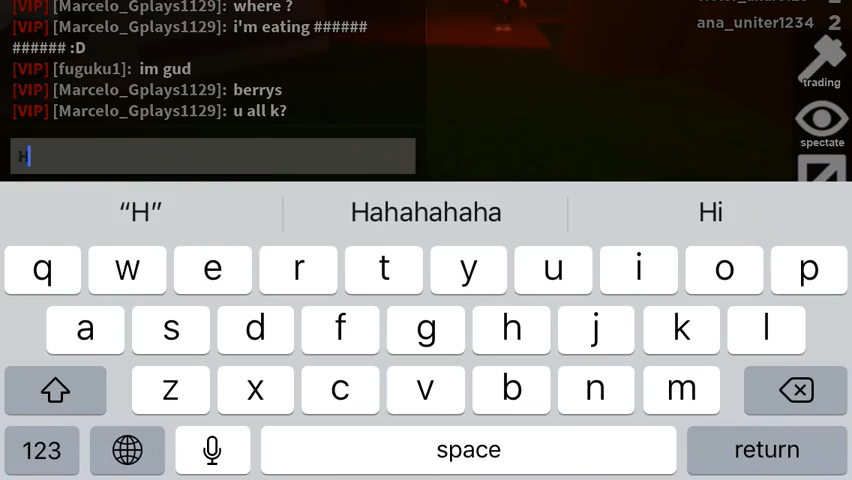 [VIP] [Marcelo_Gplays1129]: where ?
[VIP] [Marcelo_Gplays1129]: i'm eating ######
###### :D
[VIP] [fuguku1]: im gud
[VIP] [Marcelo_Gplays1129]: berrys
[VIP] [Marcelo_Gplays1129]: u all k?
2
ana_uniter1234 2
trading
spectate
H
“H” Hahahahaha Hi
q w e r t y u i o p
a s d f g h j k l
z x c v b n m
123 space return